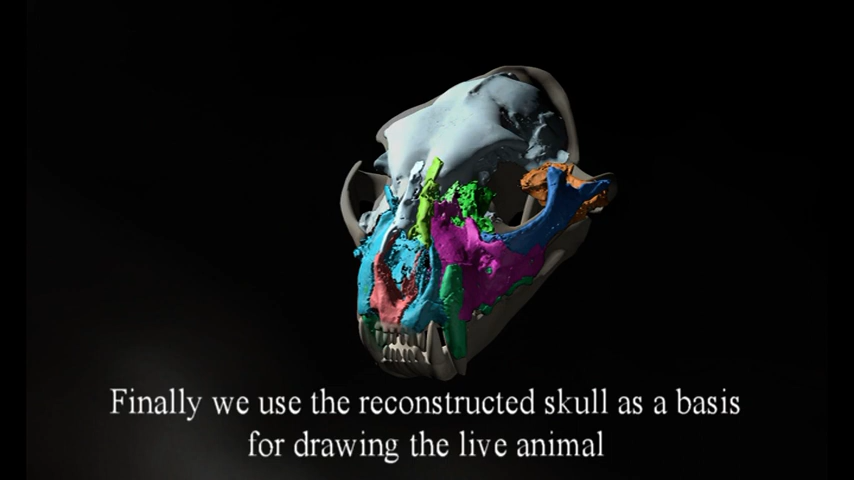 Finally we use the reconstructed skull as a basis
for drawing the live animal